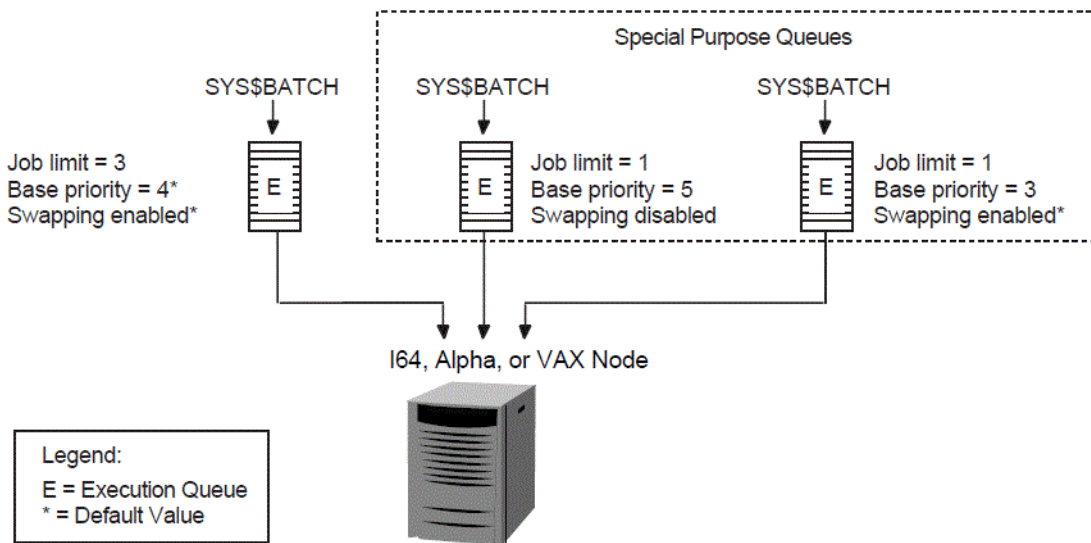 Special Purpose Queues
SYS$BATCH
SYS$BATCH
SYS$BATCH
Job limit = 3
Base priority = 4*
Swapping enabled*
E
E
Job limit = 1
Base priority = 5
Swapping disabled
E
Job limit = 1
Base priority = 3
Swapping enabled*
I64, Alpha, or VAX Node
Legend:
E = Execution Queue
* = Default Value